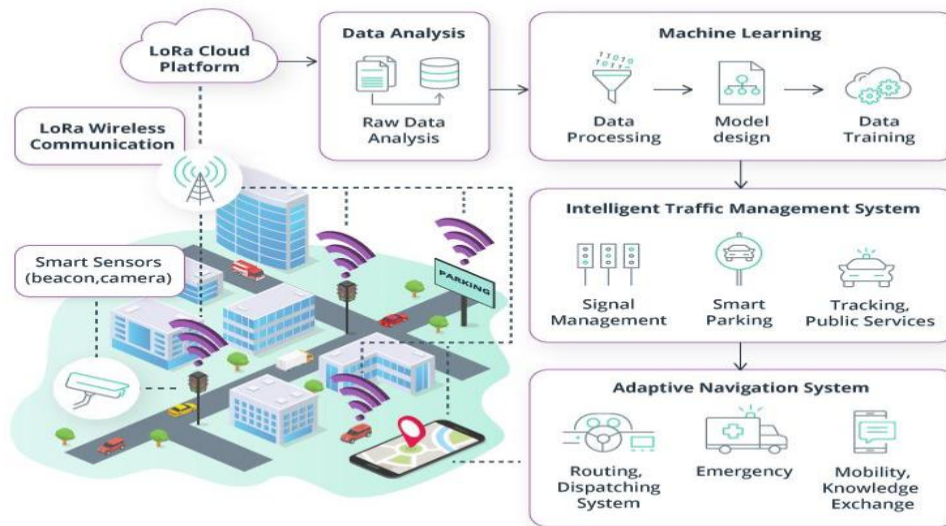 LoRa Cloud
Platform
Data Analysis
Raw Data
Analysis
Machine Learning
11010
10111
Data
Processing
Model
design
Data
Training
LoRa Wireless
Communication
Smart Sensors
(beacon,camera)
PARKING
Intelligent Traffic Management System
Signal
Management
Smart
Parking
Tracking,
Public Services
Adaptive Navigation System
Routing,
Dispatching
System
Emergency
Mobility,
Knowledge
Exchange